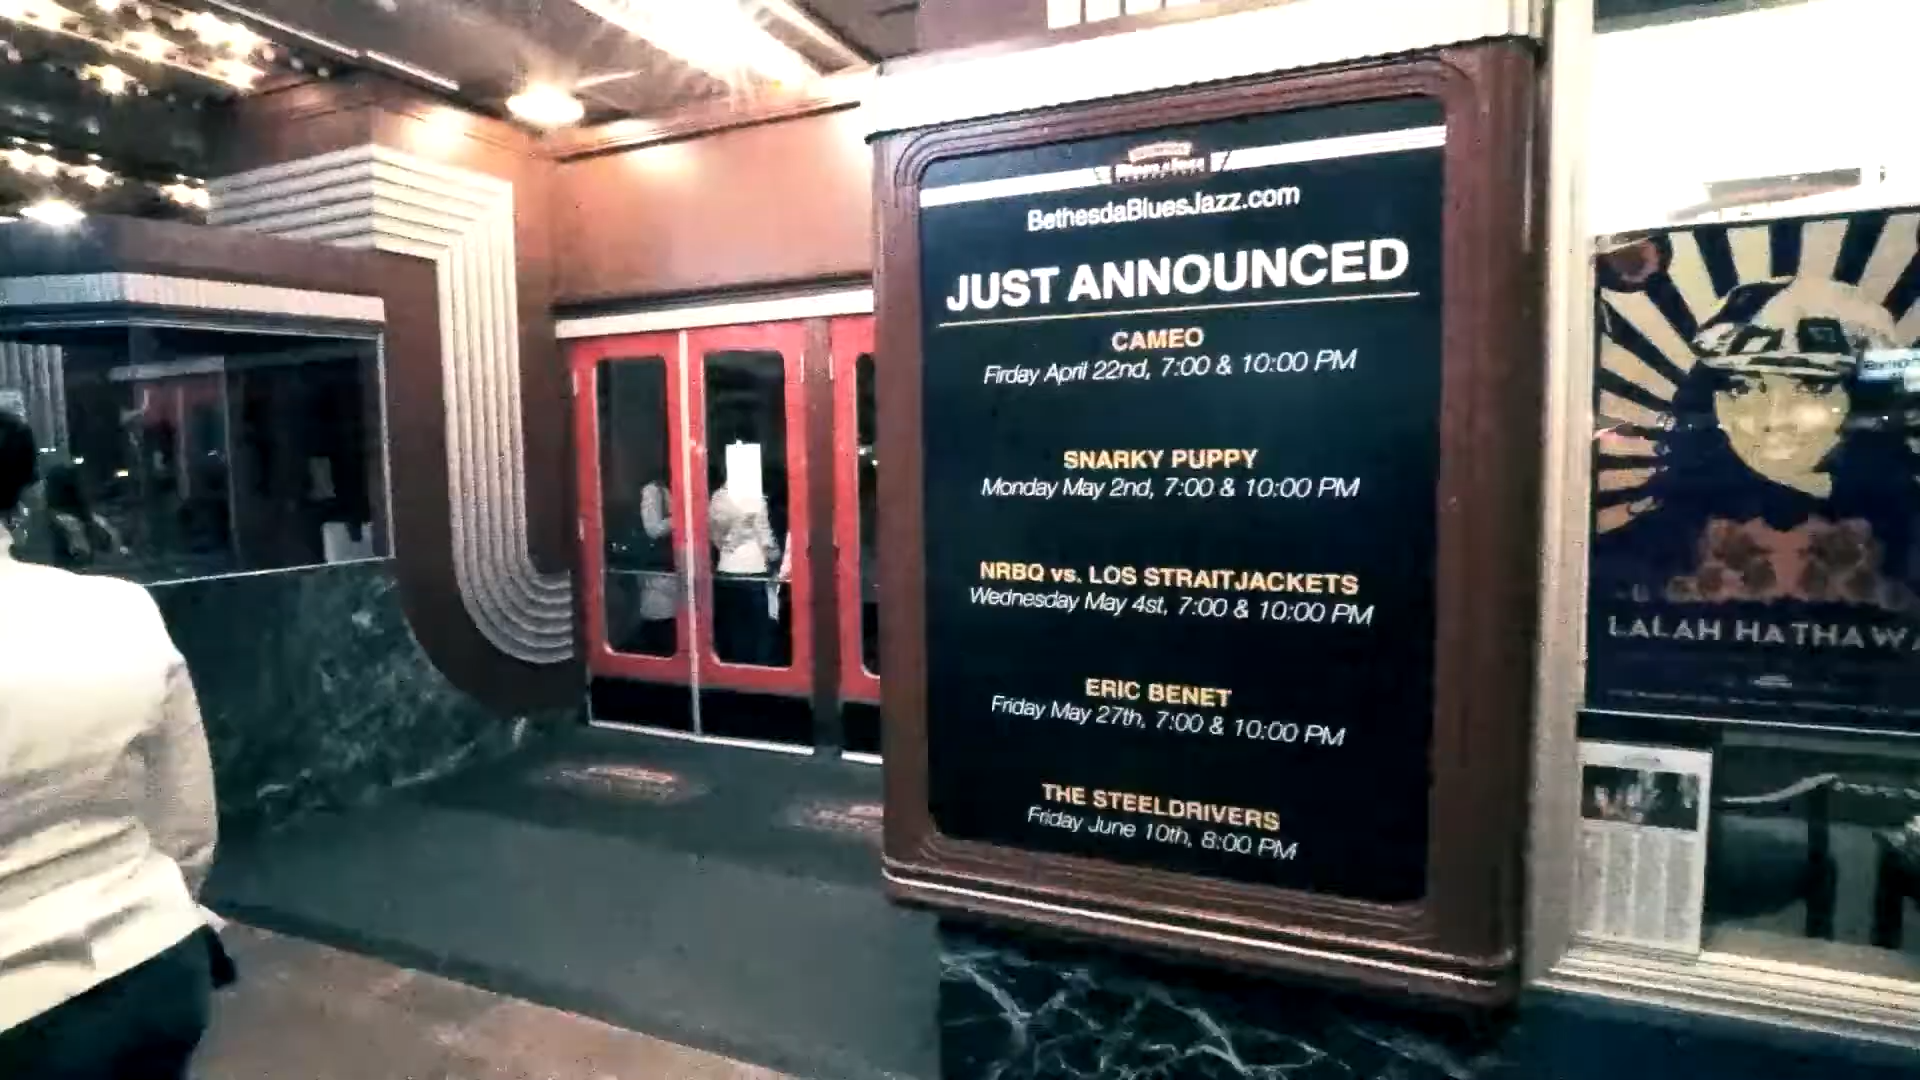 BethesdaBluesJazz.com
JUST ANNOUNCED
CAMEO
Firday April 22nd, 7:00 & 10:00 PM
SNARKY PUPPY
Monday May 2nd, 7:00 & 10:00 PM
NRBQ vs. LOS STRAITJACKETS
Wednesday May 4st, 7:00 & 10:00 PM
ERIC BENET
Friday May 27th, 7:00 & 10:00 PM
THE STEELDRIVERS
Friday June 10th, 8:00 PM
LALAH HATHAWA